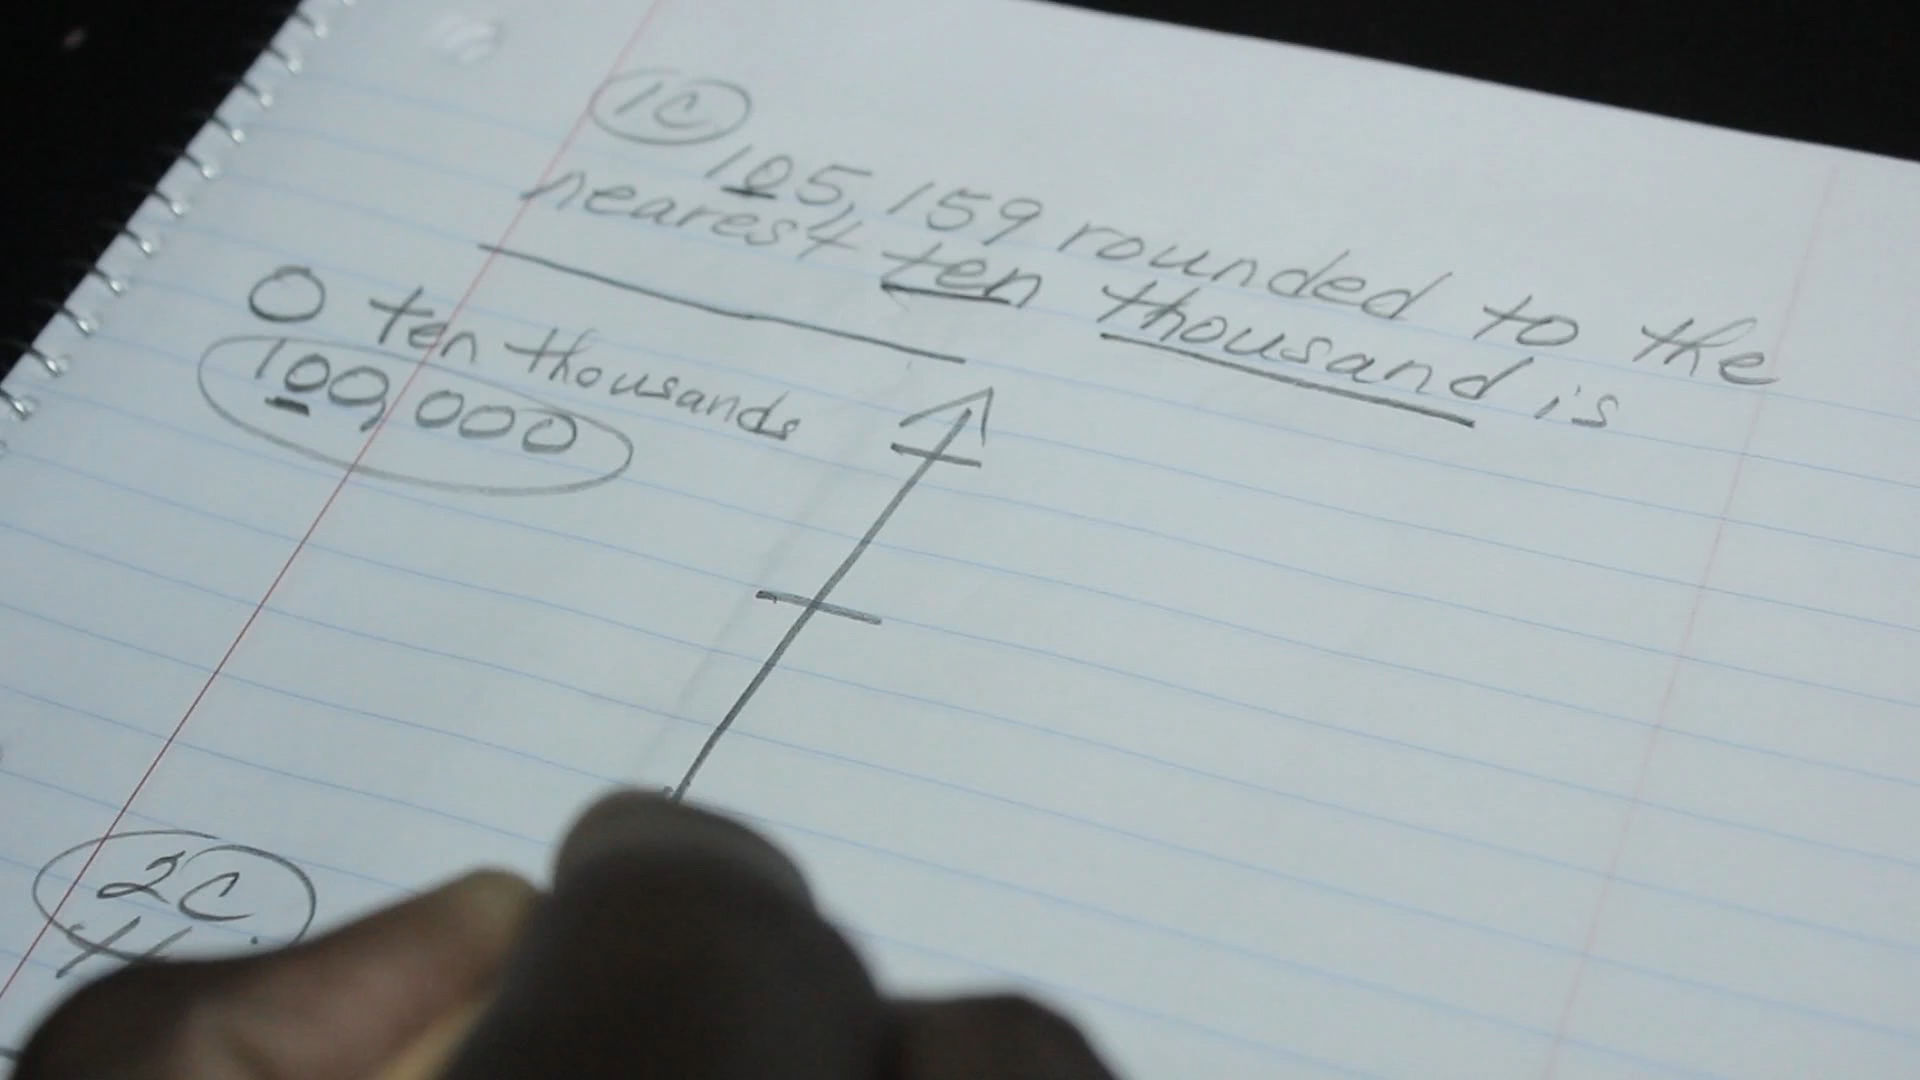 1C
105,159 rounded to the
nearest ten thousand is
0 ten thousands
100,000
2C